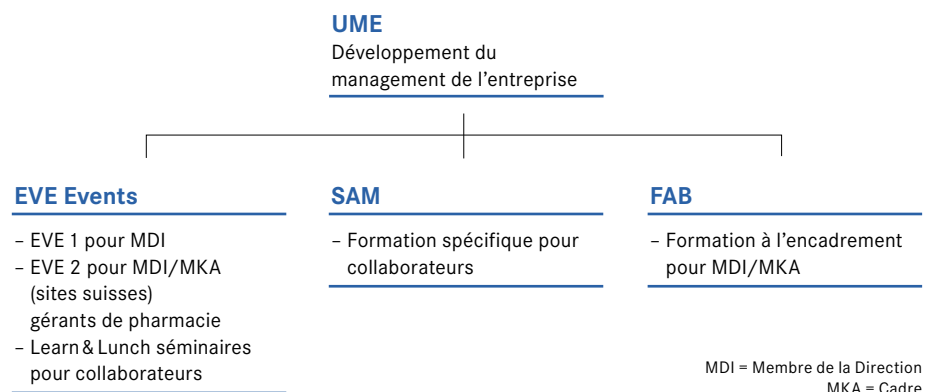 UME
Développement du
management de l'entreprise
EVE Events
– EVE 1 pour MDI
– EVE 2 pour MDI/MKA
(sites suisses)
gérants de pharmacie
– Learn & Lunch séminaires
pour collaborateurs
SAM
– Formation spécifique pour
collaborateurs
FAB
– Formation à l'encadrement
pour MDI/MKA
MDI = Membre de la Direction
MKA = Cadre